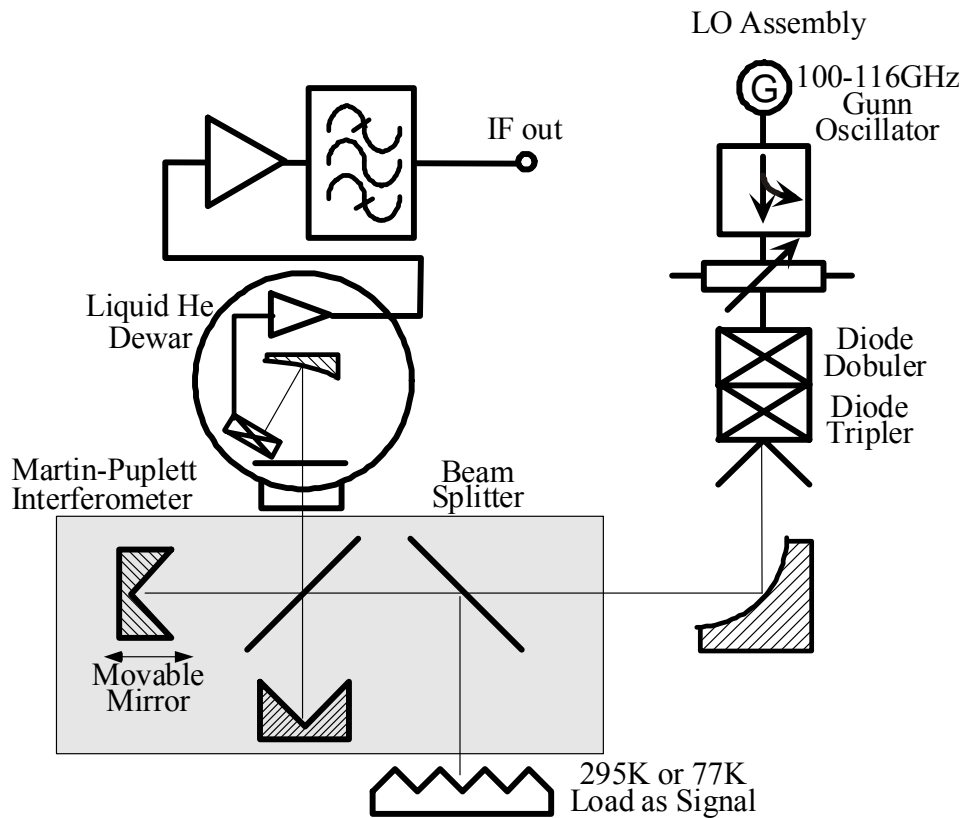 LO Assembly
G
100-116GHz
Gunn
Oscillator
IF out
Liquid He
Dewar
Diode
Dobuler
Diode
Tripler
Martin-Puplett
Interferometer
Beam
Splitter
Movable
Mirror
295K or 77K
Load as Signal